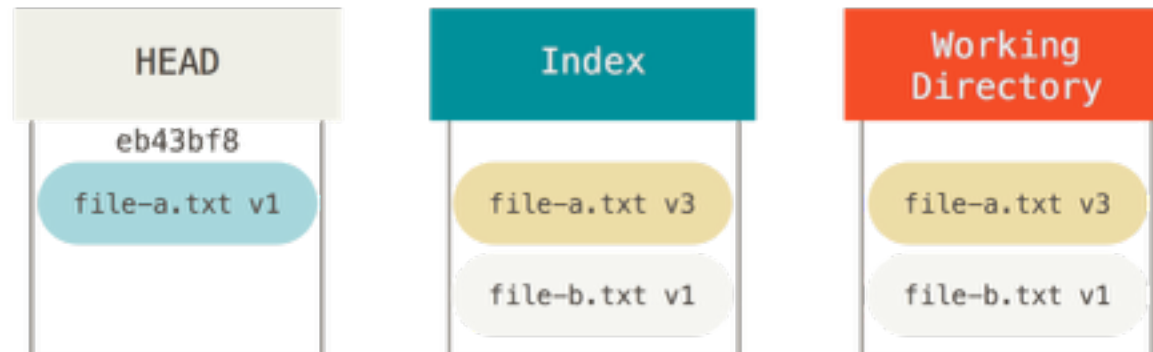 HEAD
Index
Working
Directory
eb43bf8
file-a.txt v1
file-a.txt v3
file-a.txt v3
file-b.txt v1
file-b.txt v1